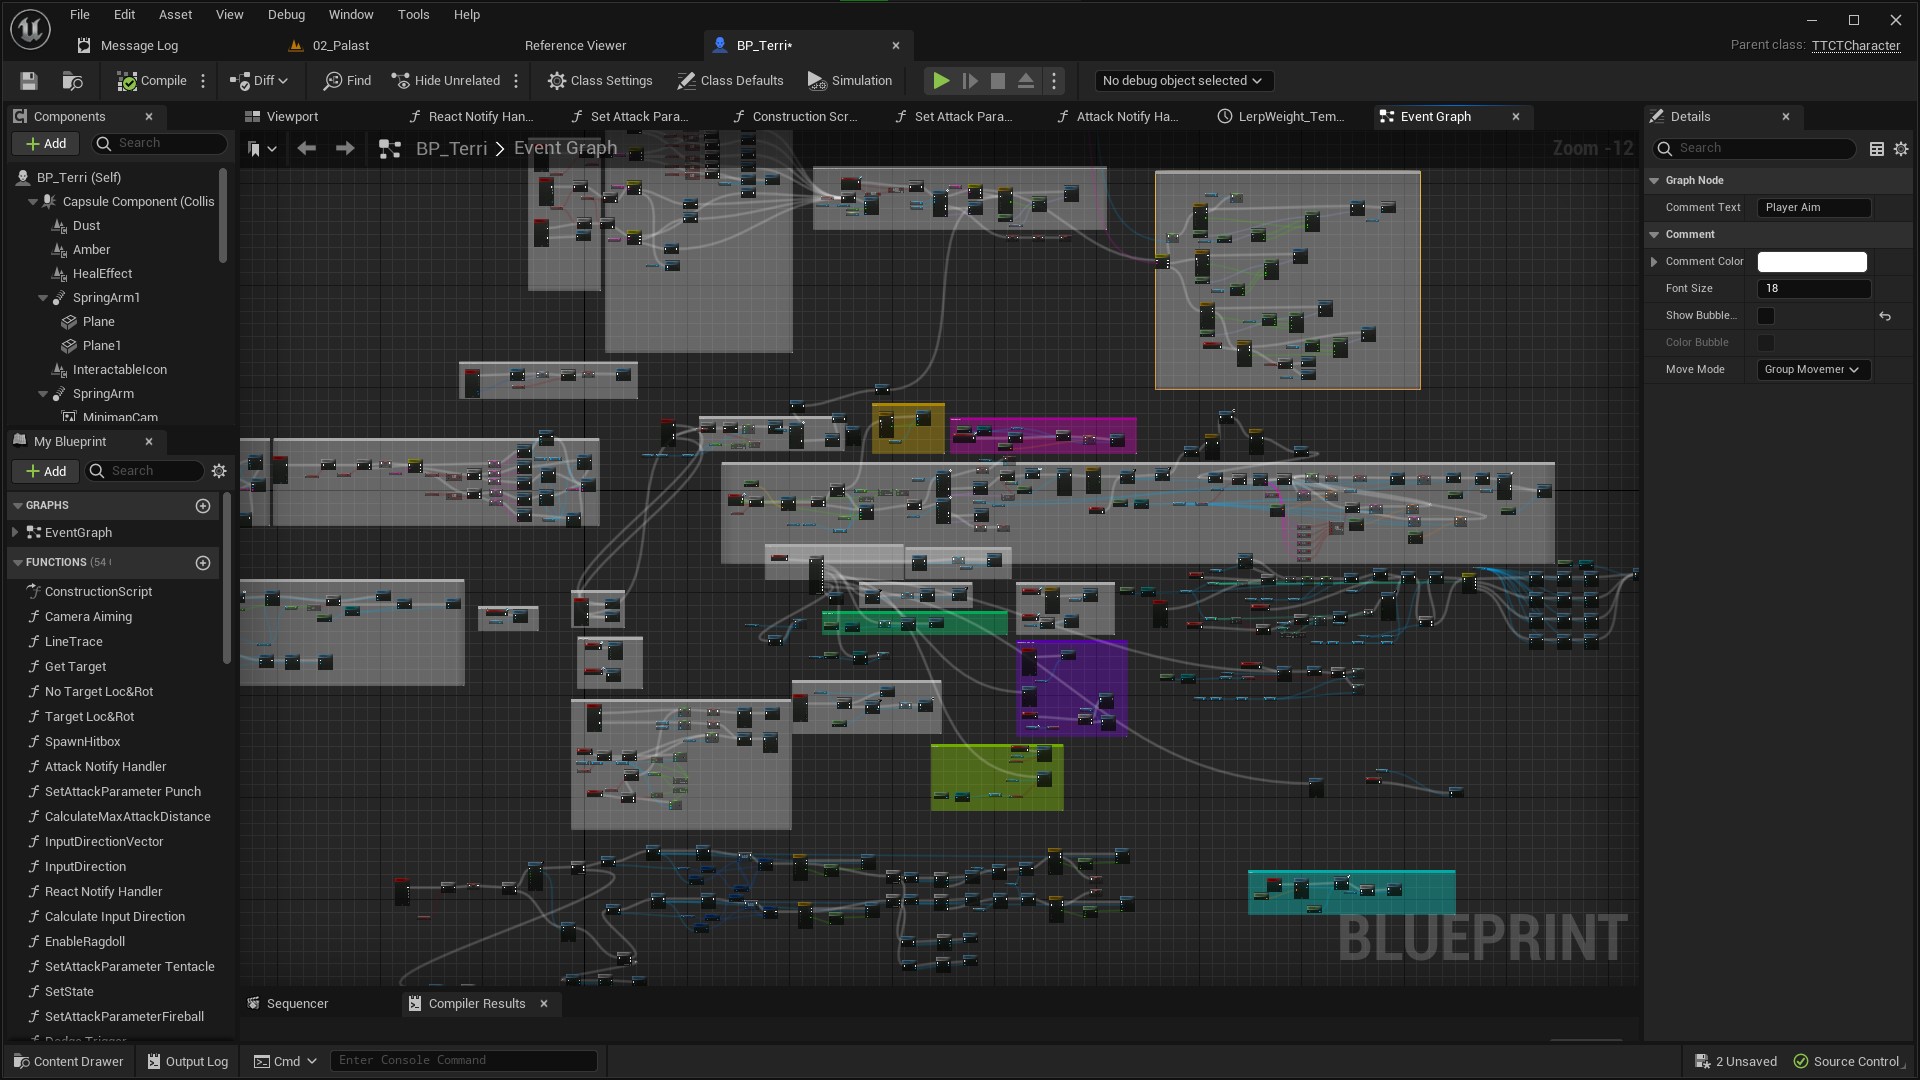 File Edit Asset View Debug Window Tools Help
Message Log 02_Palast Reference Viewer BP_Terri*
Parent class: TTCTCharacter
Compile Diff Find Hide Unrelated Class Settings Class Defaults Simulation No debug object selected
Components
Viewport React Notify Han... Set Attack Para... Construction Scr... Set Attack Para... Attack Notify Ha... LerpWeight_Tem... Event Graph
Details
Add Search
BP_Terri > Event Graph
Zoom -12
Search
BP_Terri (Self)
Capsule Component (Collis
Dust
Amber
HealEffect
SpringArm1
Plane
Plane1
InteractableIcon
SpringArm
MinimapCam
Graph Node
Comment Text Player Aim
Comment
Comment Color
Font Size 18
Show Bubble...
Color Bubble
Move Mode Group Movemer
My Blueprint
Add Search
GRAPHS
EventGraph
FUNCTIONS (54
ConstructionScript
Camera Aiming
LineTrace
Get Target
No Target Loc&Rot
Target Loc&Rot
SpawnHitbox
Attack Notify Handler
SetAttackParameter Punch
CalculateMaxAttackDistance
InputDirectionVector
InputDirection
React Notify Handler
Calculate Input Direction
EnableRagdoll
SetAttackParameter Tentacle
SetState
SetAttackParameterFireball
Dodge Trigger
BLUEPRINT
Sequencer Compiler Results
Content Drawer Output Log Cmd Enter Console Command
2 Unsaved Source Control